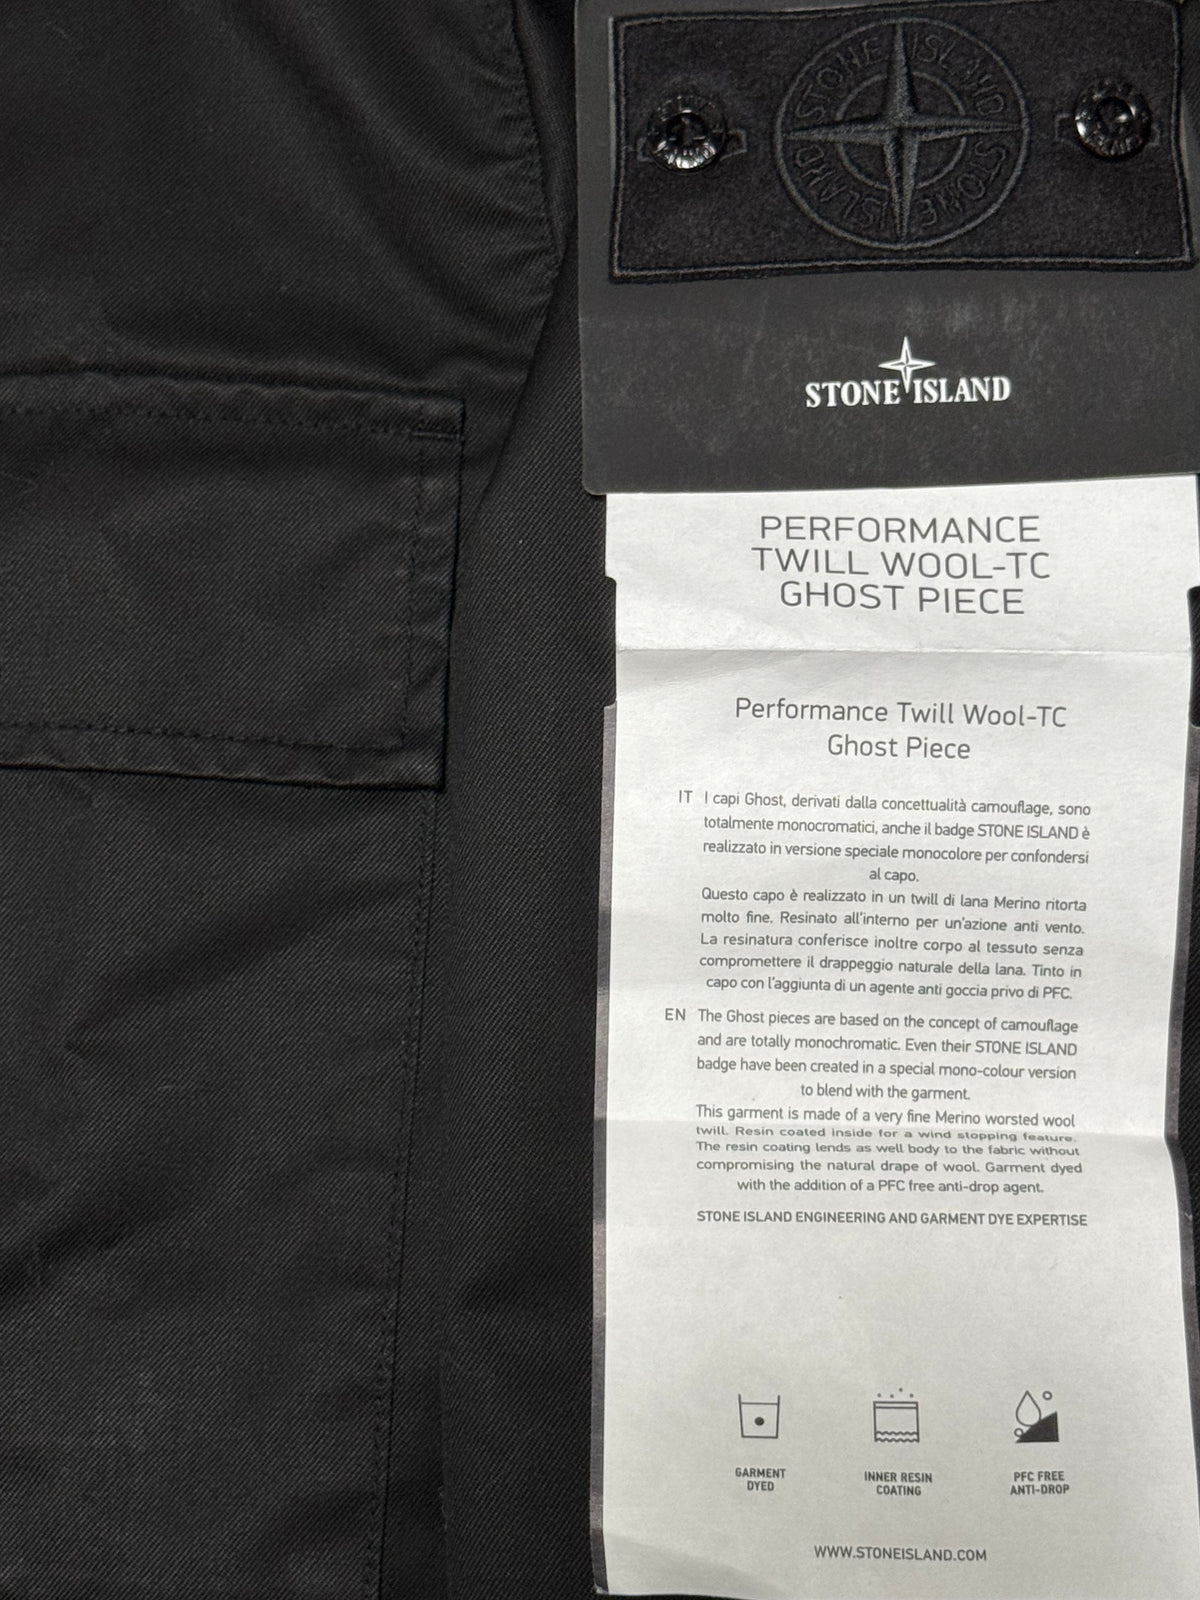 STONE ISLAND
STONE ISLAND
STONE ISLAND
PERFORMANCE
TWILL WOOL-TC
GHOST PIECE
Performance Twill Wool-TC
Ghost Piece
IT I capi Ghost, derivati dalla concettualità camouflage, sono
totalmente monocromatici, anche il badge STONE ISLAND è
realizzato in versione speciale monocolore per confondersi
al capo.
Questo capo è realizzato in un twill di lana Merino ritorta
molto fine. Resinato all'interno per un'azione anti vento.
La resinatura conferisce inoltre corpo al tessuto senza
compromettere il drappeggio naturale della lana. Tinto in
capo con l'aggiunta di un agente anti goccia privo di PFC.
EN The Ghost pieces are based on the concept of camouflage
and are totally monochromatic. Even their STONE ISLAND
badge have been created in a special mono-colour version
to blend with the garment.
This garment is made of a very fine Merino worsted wool
twill. Resin coated inside for a wind stopping feature.
The resin coating lends as well body to the fabric without
compromising the natural drape of wool. Garment dyed
with the addition of a PFC free anti-drop agent.
STONE ISLAND ENGINEERING AND GARMENT DYE EXPERTISE
GARMENT
DYED
INNER RESIN
COATING
PFC FREE
ANTI-DROP
WWW.STONEISLAND.COM